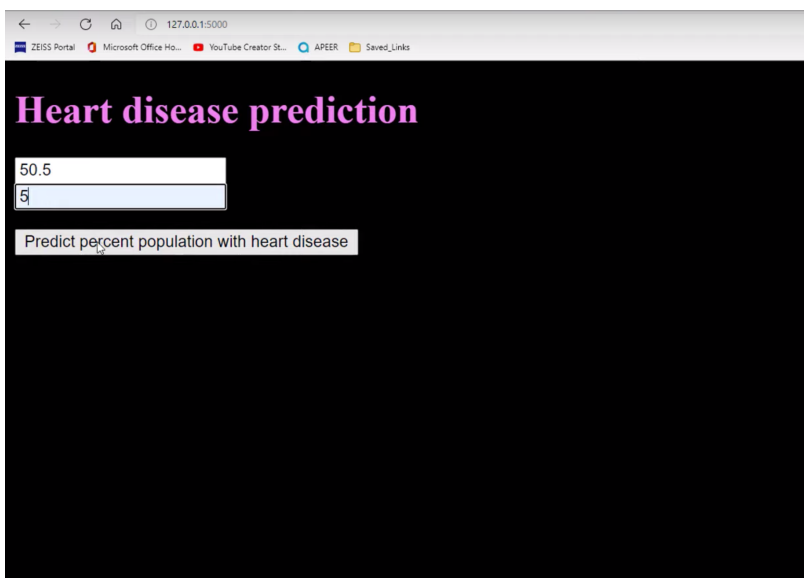 127.0.0.1:5000
ZEISS Portal Microsoft Office Ho... YouTube Creator St... APEER Saved_Links
Heart disease prediction
50.5
5
Predict percent population with heart disease